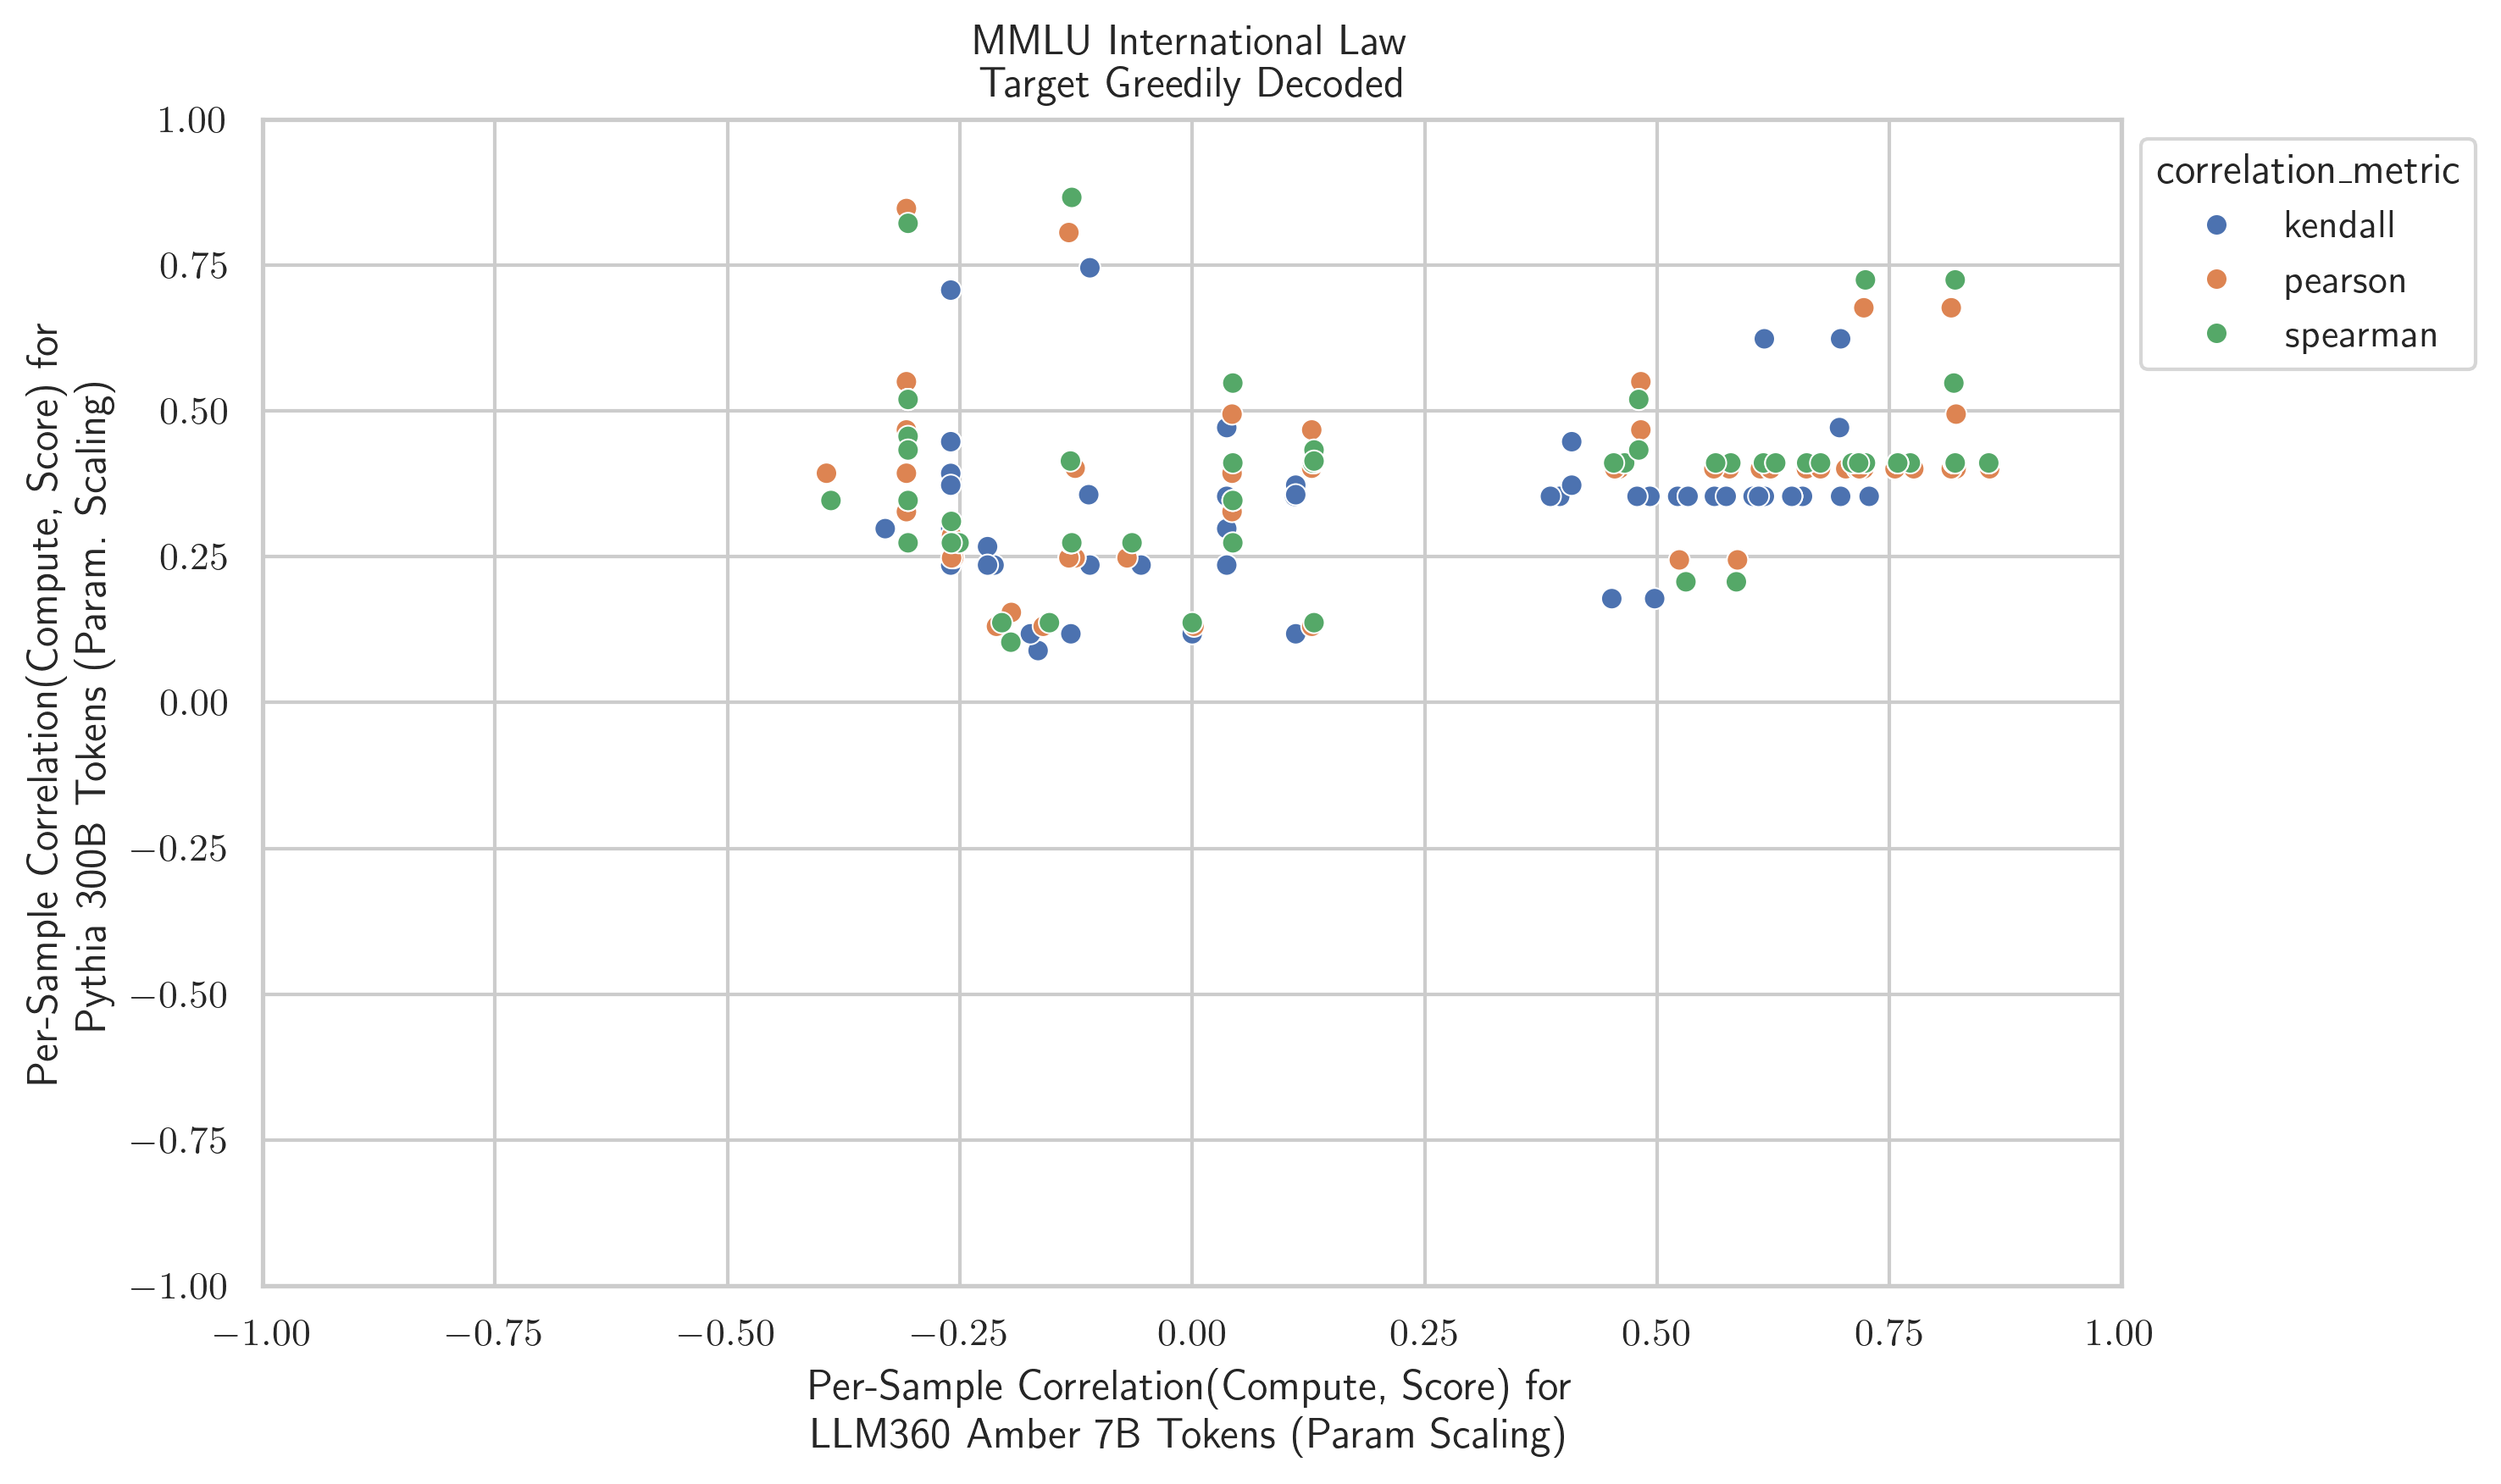 MMLU International Law
Target Greedily Decoded
1.00
0.75
0.50
0.25
0.00
−0.25
−0.50
−0.75
−1.00
Per-Sample Correlation(Compute, Score) for
Pythia 300B Tokens (Param. Scaling)
−1.00
−0.75
−0.50
−0.25
0.00
0.25
0.50
0.75
1.00
Per-Sample Correlation(Compute, Score) for
LLM360 Amber 7B Tokens (Param Scaling)
correlation_metric
kendall
pearson
spearman